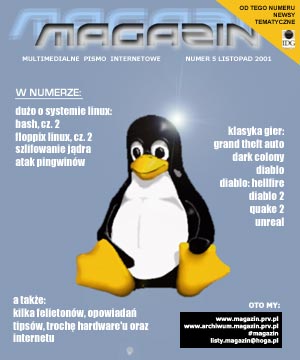 MAGAZIN
MAGAZIN
OD TEGO NUMERU
NEWSY
TEMATYCZNE
IDG
MULTIMEDIALNE PISMO INTERNETOWE
NUMER 5 LISTOPAD 2001
W NUMERZE:
dużo o systemie linux:
bash, cz. 2
floppix linux, cz. 2
szlifowanie jądra
atak pingwinów
klasyka gier:
grand theft auto
dark colony
diablo
diablo: hellfire
diablo 2
quake 2
unreal
a także:
kilka felietonów, opowiadań
tipsów, trochę hardware'u oraz
internetu
OTO MY:
www.magazin.prv.pl
www.archiwum.magazin.prv.pl
#magazin
listy.magazin@hoga.pl